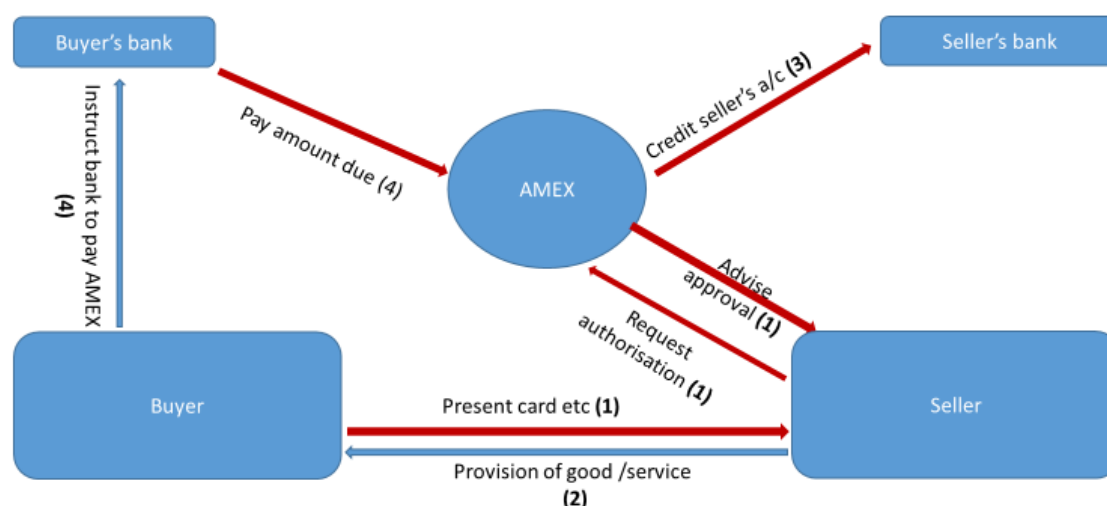 Buyer's bank
Seller's bank
Instruct bank to pay AMEX
(4)
Pay amount due (4)
Credit seller's a/c (3)
AMEX
Advise
approval (1)
Request
authorisation (1)
Buyer
Present card etc (1)
Seller
Provision of good /service
(2)